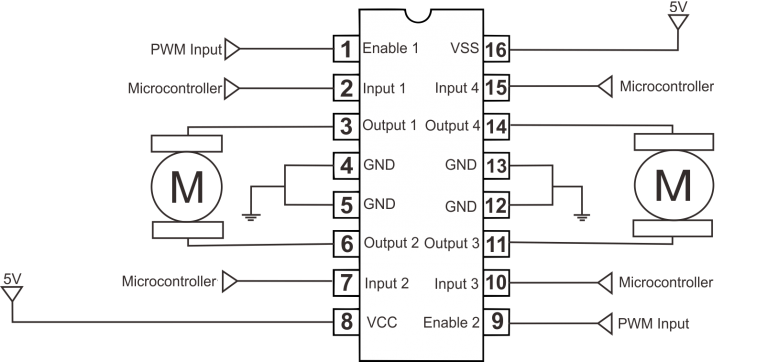 5V
PWM Input 1 Enable 1 VSS 16
Microcontroller 2 Input 1 Input 4 15 Microcontroller
3 Output 1 Output 4 14
4 GND GND 13
M M
5 GND GND 12
6 Output 2 Output 3 11
Microcontroller 7 Input 2 Input 3 10 Microcontroller
5V
8 VCC Enable 2 9 PWM Input